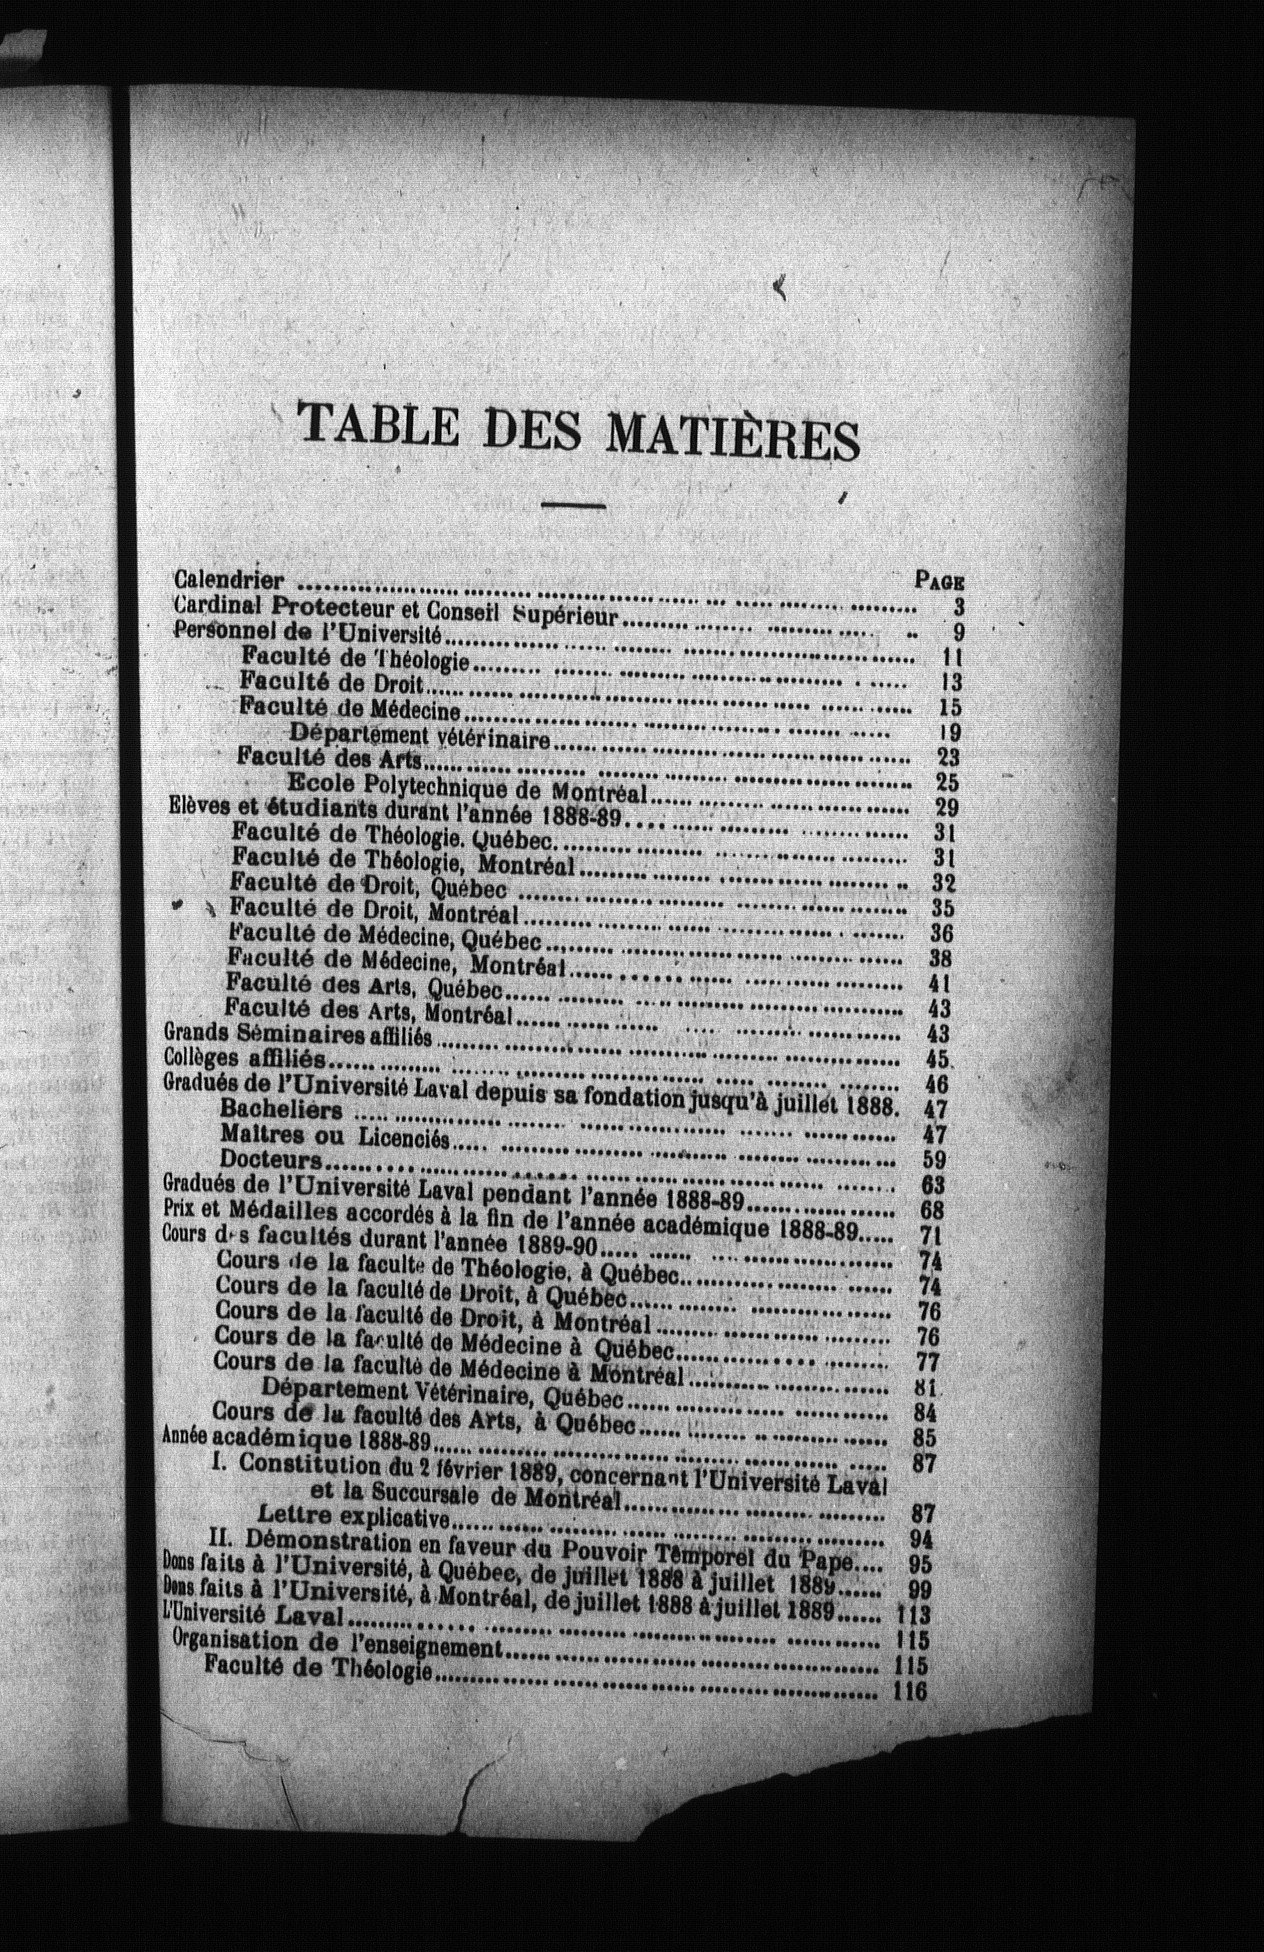 TABLE DES MATIÈRES
PAGE
Calendrier 3
Cardinal Protecteur et Conseil Supérieur 9
Personnel de l'Université 11
Faculté de Théologie 13
Faculté de Droit 15
Faculté de Médecine 19
Département vétérinaire 23
Faculté des Arts 25
Ecole Polytechnique de Montréal 29
Elèves et étudiants durant l'année 1888-89 31
Faculté de Théologie, Québec 31
Faculté de Théologie, Montréal 32
Faculté de Droit, Québec 35
Faculté de Droit, Montréal 36
Faculté de Médecine, Québec 38
Faculté de Médecine, Montréal 41
Faculté des Arts, Québec 43
Faculté des Arts, Montréal 43
Grands Séminaires affiliés 45
Collèges affiliés 46
Gradués de l'Université Laval depuis sa fondation jusqu'à juillet 1888. 47
Bacheliers 47
Maîtres ou Licenciés 59
Docteurs 63
Gradués de l'Université Laval pendant l'année 1888-89 68
Prix et Médailles accordés à la fin de l'année académique 1888-89 71
Cours des facultés durant l'année 1889-90 74
Cours de la faculte de Théologie, à Québec 74
Cours de la faculté de Droit, à Québec 76
Cours de la faculté de Droit, à Montréal 76
Cours de la faculté de Médecine à Québec 77
Cours de la faculté de Médecine à Montréal 81
Département Vétérinaire, Québec 84
Cours de la faculté des Arts, à Québec 85
Année académique 1888-89 87
I. Constitution du 2 février 1889, concernant l'Université Laval
et la Succursale de Montréal 87
Lettre explicative 94
II. Démonstration en faveur du Pouvoir Temporel du Pape 95
Dons faits à l'Université, à Québec, de juillet 1888 à juillet 1889 99
Dons faits à l'Université, à Montréal, de juillet 1888 à juillet 1889 113
L'Université Laval 115
Organisation de l'enseignement 115
Faculté de Théologie 116